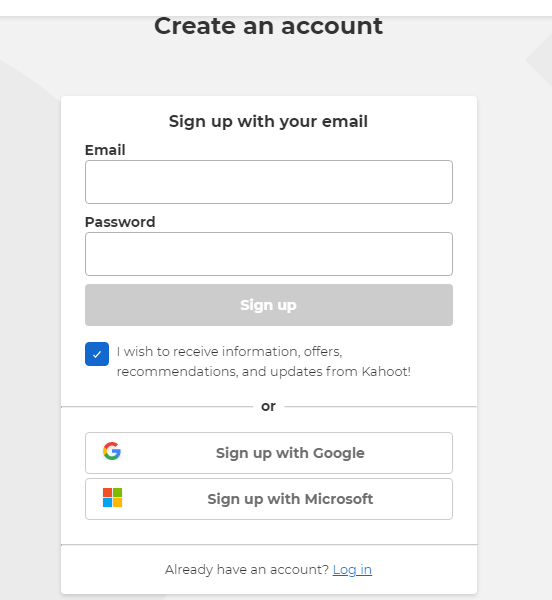 Create an account
Sign up with your email
Email
Password
Sign up
I wish to receive information, offers,
recommendations, and updates from Kahoot!
or
Sign up with Google
Sign up with Microsoft
Already have an account? Log in